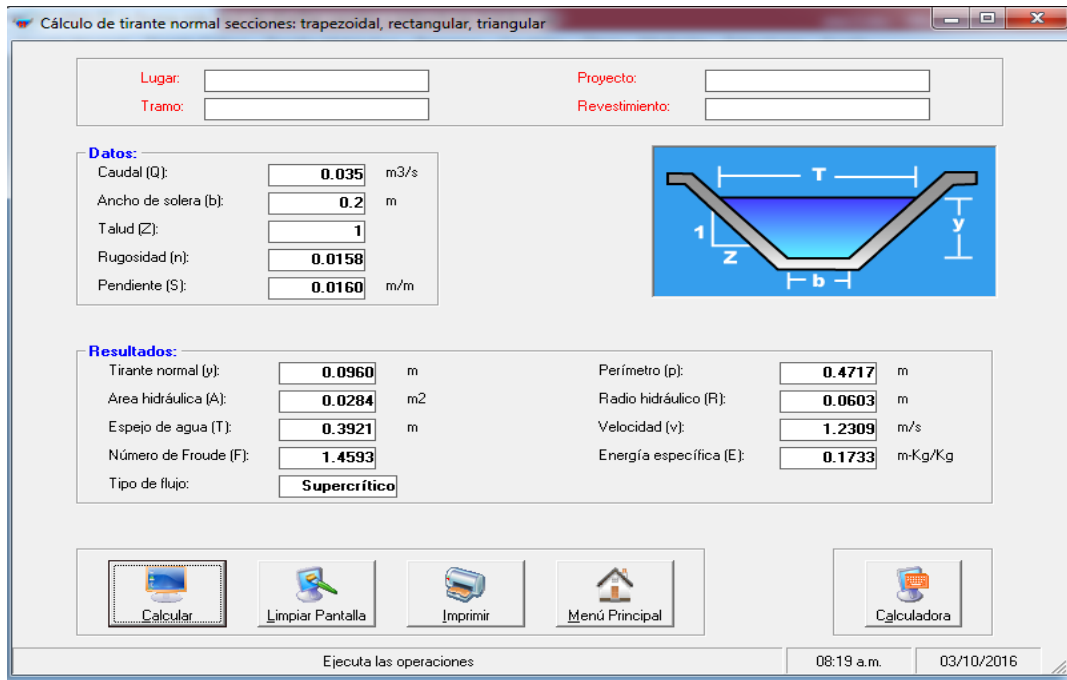 Cálculo de tirante normal secciones: trapezoidal, rectangular, triangular
Lugar:
Proyecto:
Tramo:
Revestimiento:
Datos:
Caudal (Q): 0.035 m3/s
Ancho de solera (b): 0.2 m
Talud (Z): 1
Rugosidad (n): 0.0158
Pendiente (S): 0.0160 m/m
T
1
Z
b
y
Resultados:
Tirante normal (y): 0.0960 m Perímetro (p): 0.4717 m
Area hidráulica (A): 0.0284 m2 Radio hidráulico (R): 0.0603 m
Espejo de agua (T): 0.3921 m Velocidad (v): 1.2309 m/s
Número de Froude (F): 1.4593 Energía específica (E): 0.1733 m-Kg/Kg
Tipo de flujo: Supercrítico
Calcular Limpiar Pantalla Imprimir Menú Principal Calculadora
Ejecuta las operaciones 08:19 a.m. 03/10/2016